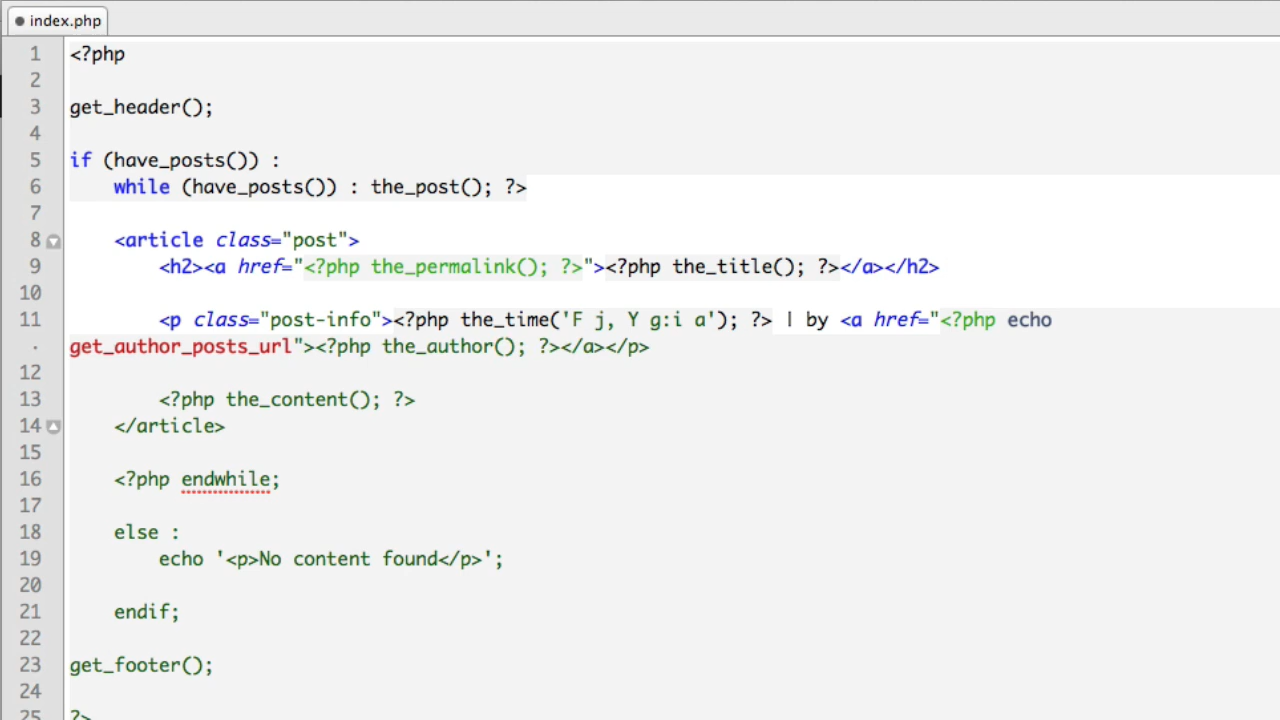 index.php
1 <?php
2
3 get_header();
4
5 if (have_posts()) :
6 while (have_posts()) : the_post(); ?>
7
8 <article class="post">
9 <h2><a href="<?php the_permalink(); ?>"><?php the_title(); ?></a></h2>
10
11 <p class="post-info"><?php the_time('F j, Y g:i a'); ?> | by <a href="<?php echo
get_author_posts_url"><?php the_author(); ?></a></p>
12
13 <?php the_content(); ?>
14 </article>
15
16 <?php endwhile;
17
18 else :
19 echo '<p>No content found</p>';
20
21 endif;
22
23 get_footer();
24
25 ?>